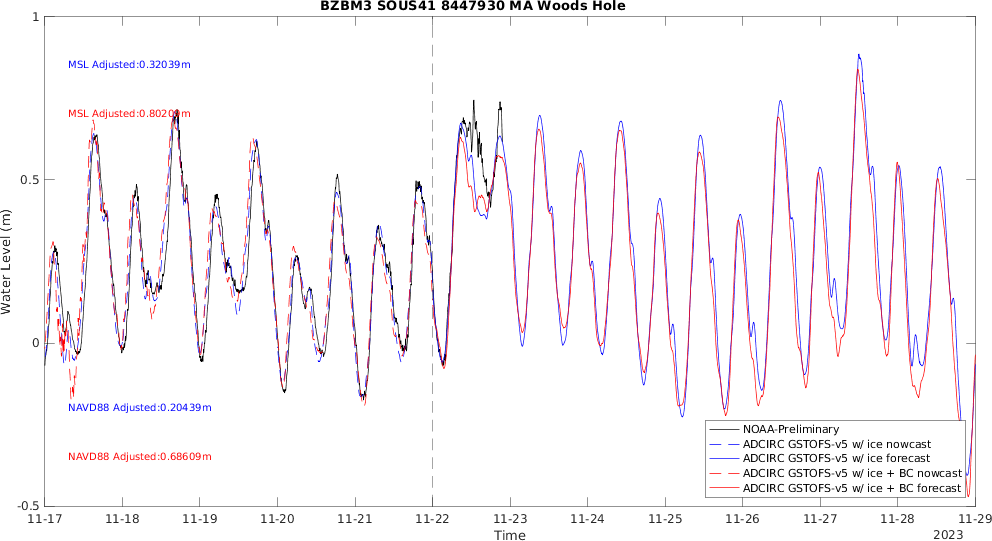 BZBM3 SOUS41 8447930 MA Woods Hole
1
MSL Adjusted:0.32039m
MSL Adjusted:0.80209m
0.5
Water Level (m)
0
NAVD88 Adjusted:0.20439m
NAVD88 Adjusted:0.68609m
NOAA-Preliminary
ADCIRC GSTOFS-v5 w/ ice nowcast
ADCIRC GSTOFS-v5 w/ ice forecast
ADCIRC GSTOFS-v5 w/ ice + BC nowcast
ADCIRC GSTOFS-v5 w/ ice + BC forecast
-0.5
11-17 11-18 11-19 11-20 11-21 11-22 11-23 11-24 11-25 11-26 11-27 11-28 11-29
Time
2023